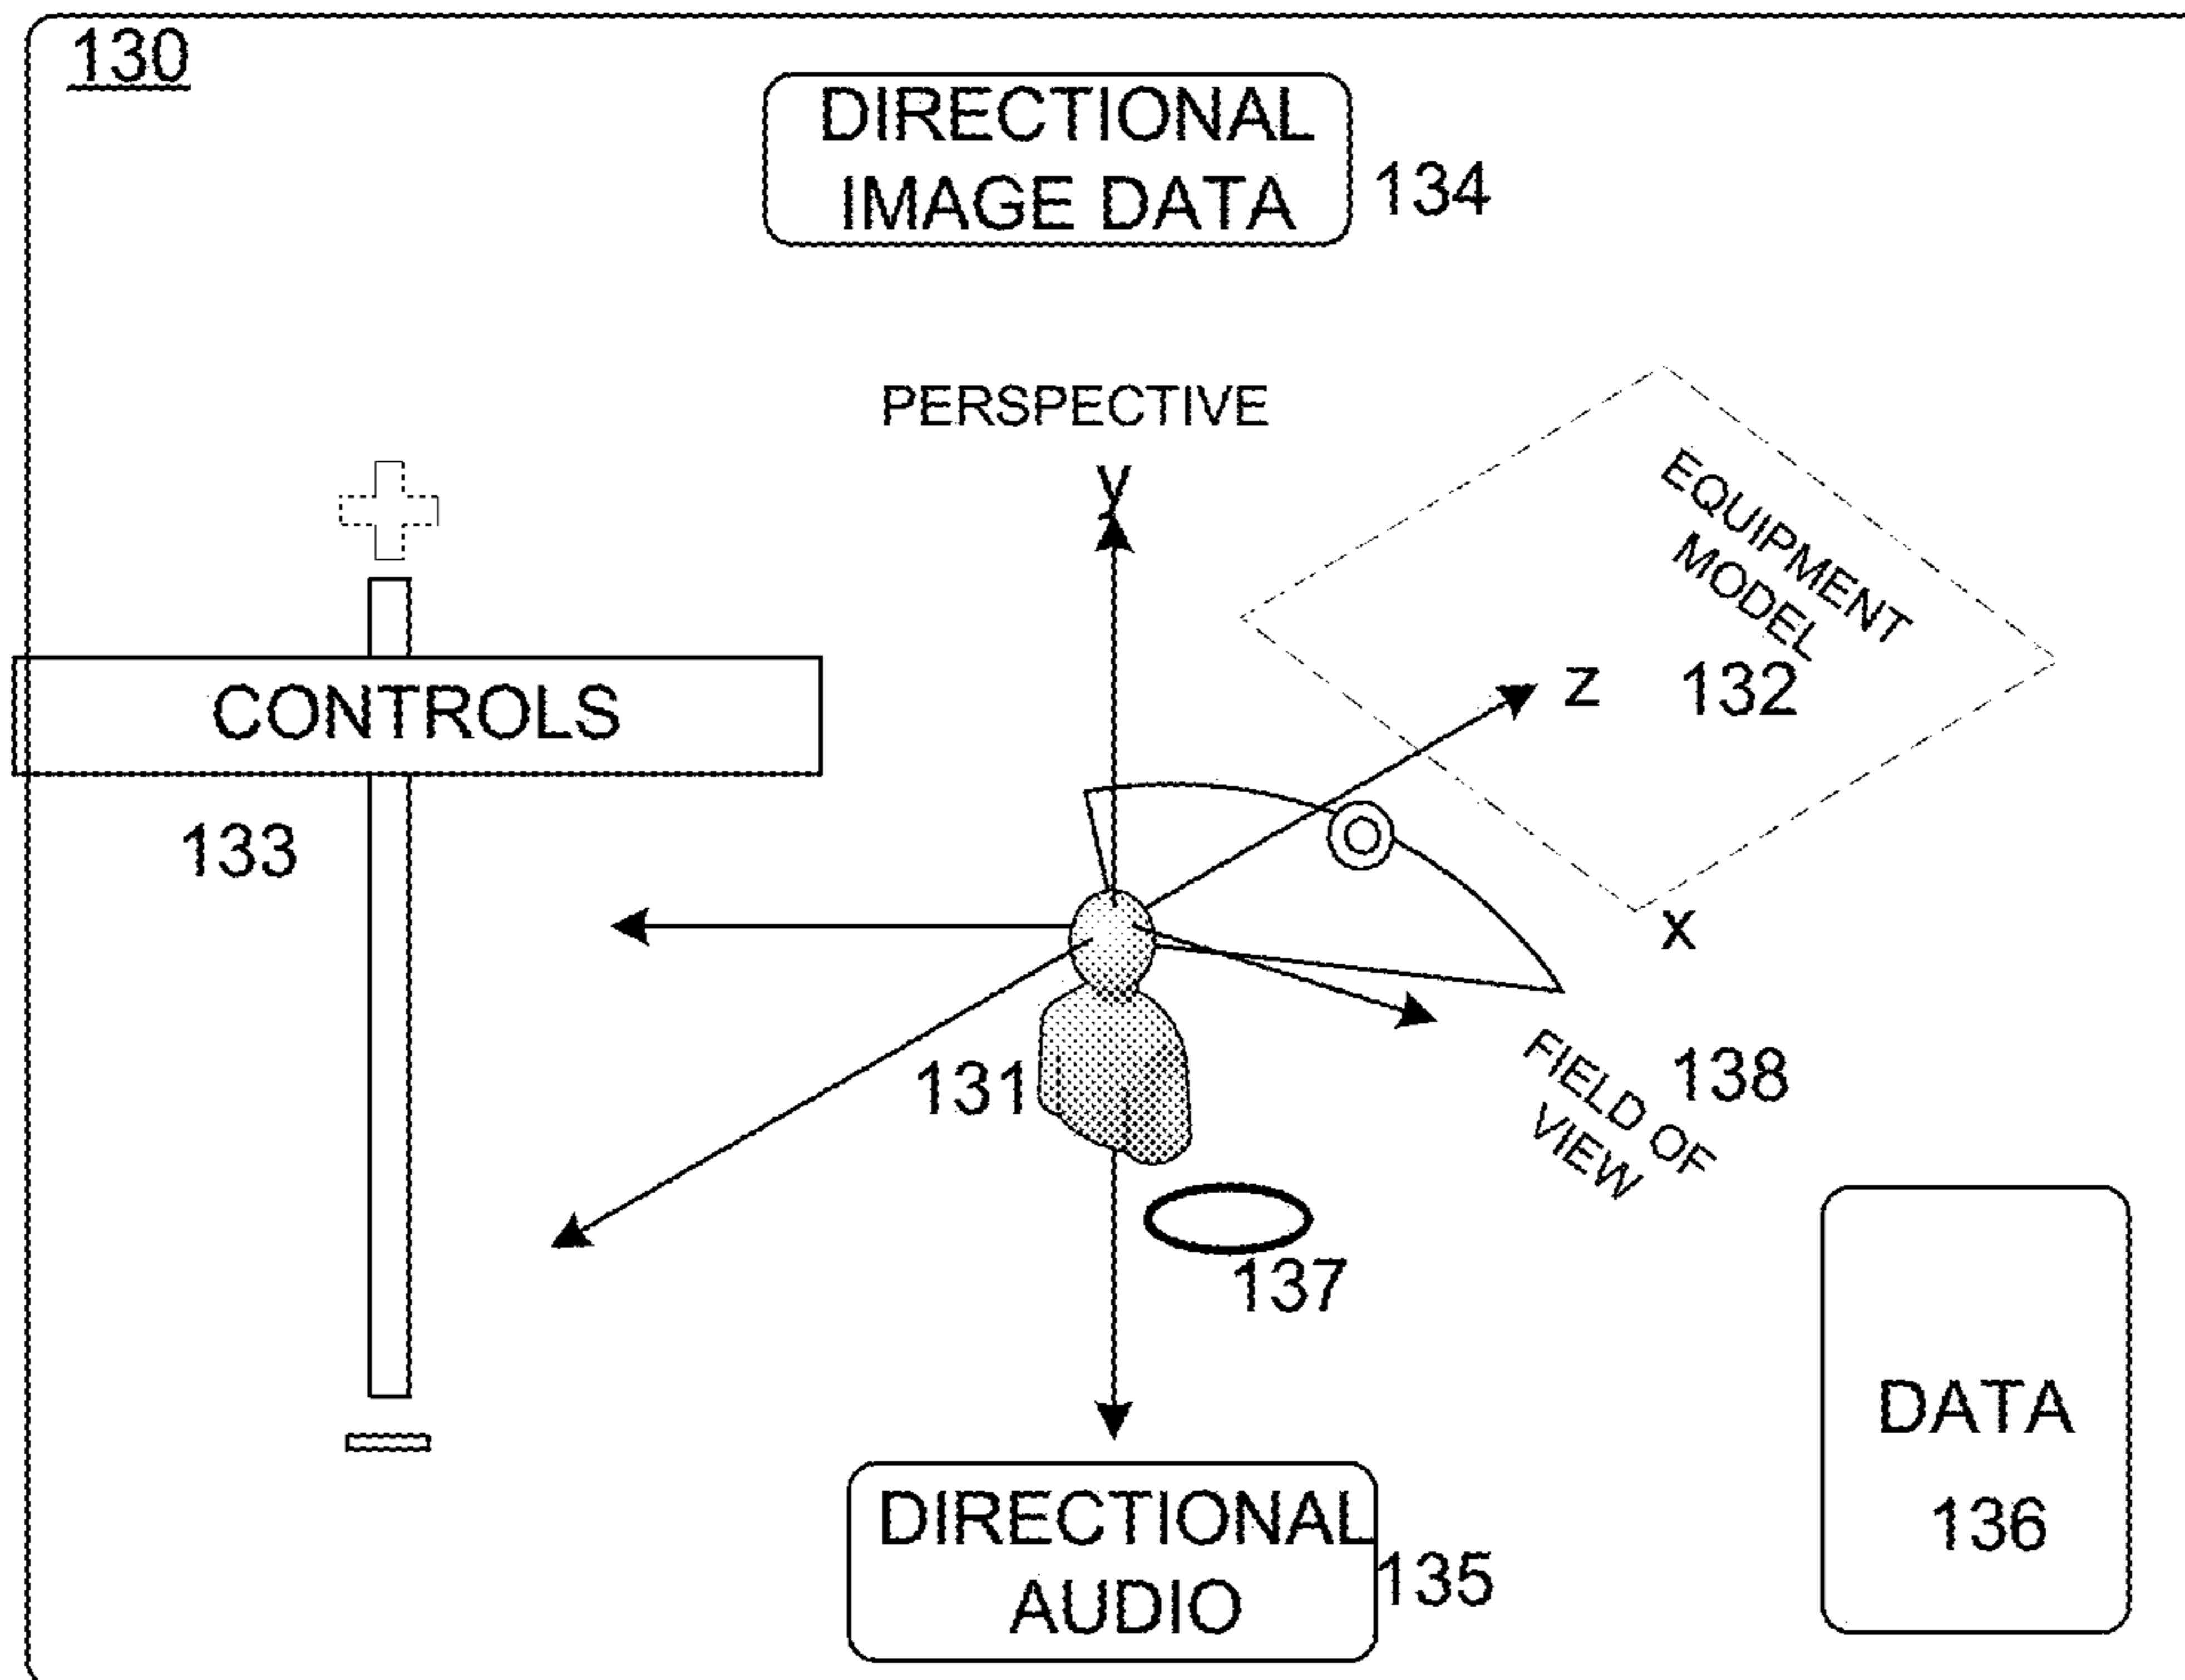 130
DIRECTIONAL
IMAGE DATA
134
PERSPECTIVE
y
EQUIPMENT
MODEL
132
z
CONTROLS
133
x
131
138
FIELD OF
VIEW
137
DATA
136
DIRECTIONAL
AUDIO
135